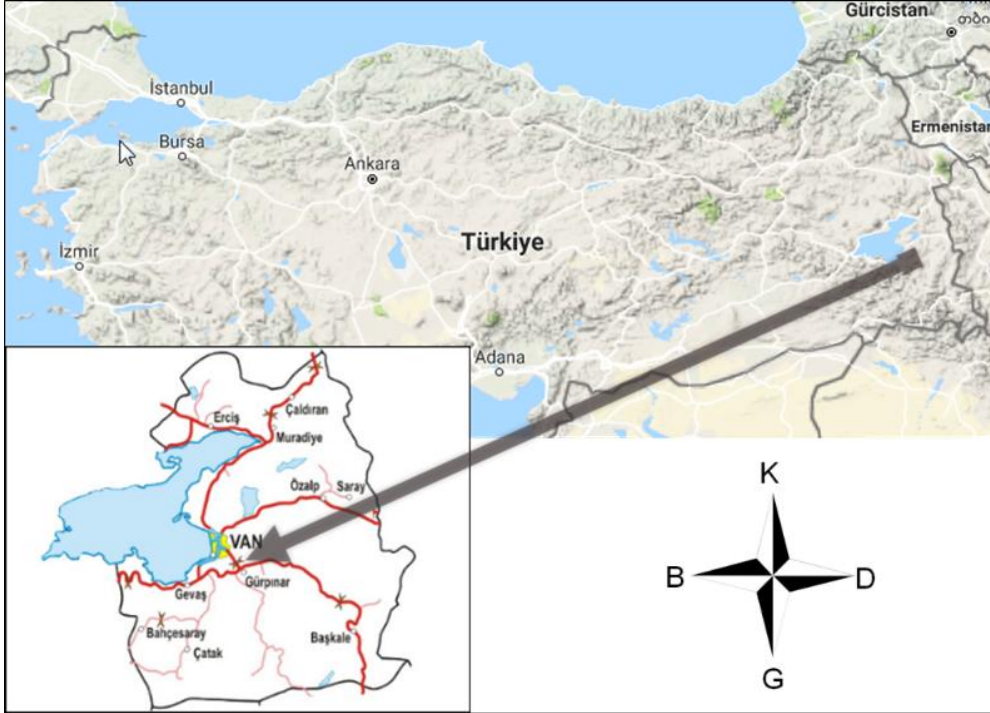 Gürcistan
İstanbul
Ermenistan
Bursa
Ankara
Türkiye
İzmir
Adana
Erciş
Çaldıran
Muradiye
Özalp
Saray
VAN
Gürpınar
Gevaş
Bahçesaray
Çatak
Başkale
K
B
D
G